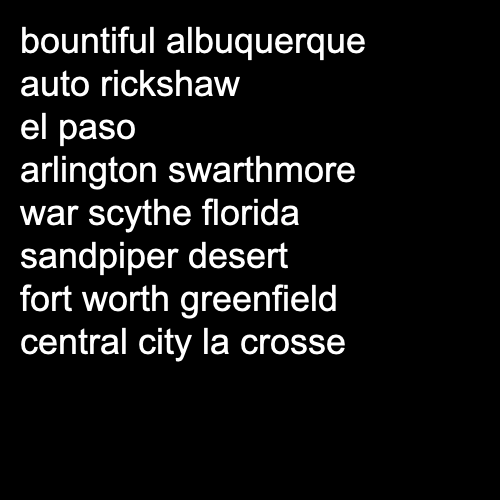 bountiful albuquerque
auto rickshaw
el paso
arlington swarthmore
war scythe florida
sandpiper desert
fort worth greenfield
central city la crosse